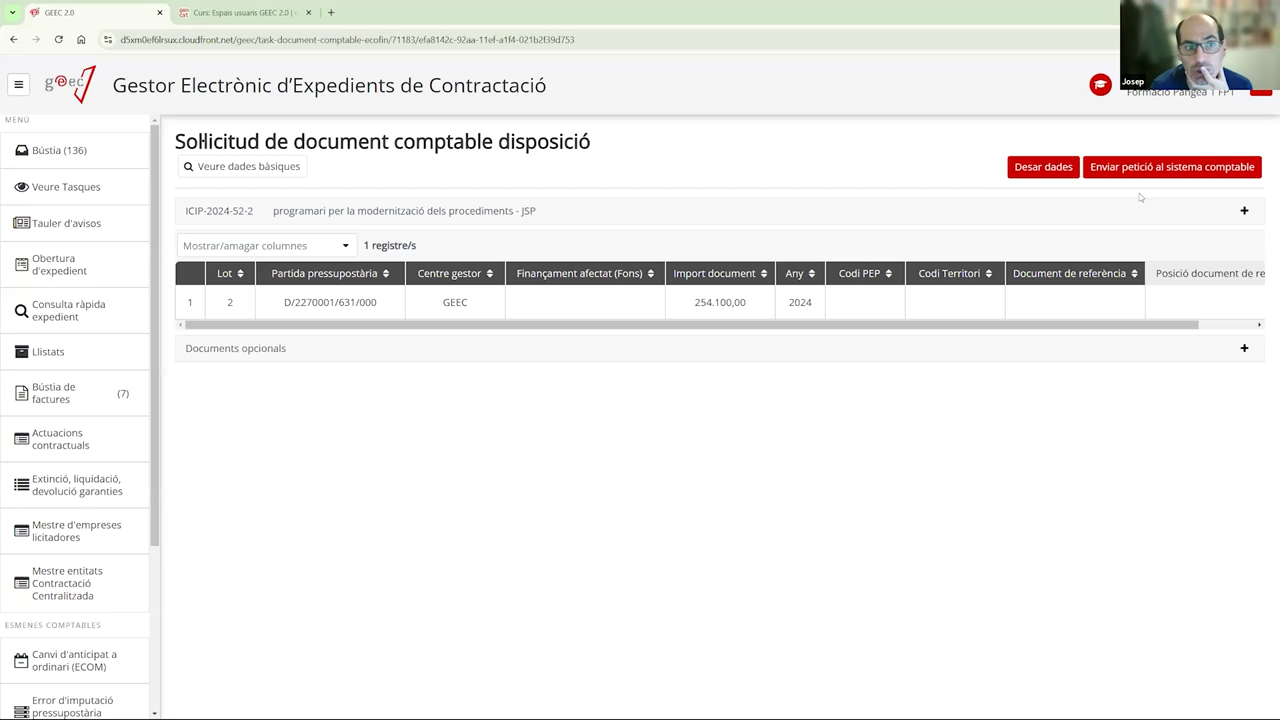 GEEC 2.0
Curs: Espais usuaris GEEC 2.0 | e
d5xm0ef6lrsux.cloudfront.net/geec/task-document-comptable-ecofin/71183/efa8142c-92aa-11ef-a1f4-021b2f39d753
geec
Gestor Electrònic d'Expedients de Contractació
Josep
Formació Pangea 1 FP1
MENÚ
Bústia (136)
Veure Tasques
Tauler d'avisos
Obertura
d'expedient
Consulta ràpida
expedient
Llistats
Bústia de
factures
(7)
Actuacions
contractuals
Extinció, liquidació,
devolució garanties
Mestre d'empreses
licitadores
Mestre entitats
Contractació
Centralitzada
ESMENES COMPTABLES
Canvi d'anticipat a
ordinari (ECOM)
Error d'imputació
pressupostària
Sol·licitud de document comptable disposició
Veure dades bàsiques
Desar dades
Enviar petició al sistema comptable
ICIP-2024-52-2 programari per la modernització dels procediments - JSP
Mostrar/amagar columnes
1 registre/s
Lot Partida pressupostària Centre gestor Finançament afectat (Fons) Import document Any Codi PEP Codi Territori Document de referència Posició document de re
1 2 D/2270001/631/000 GEEC 254.100,00 2024
Documents opcionals